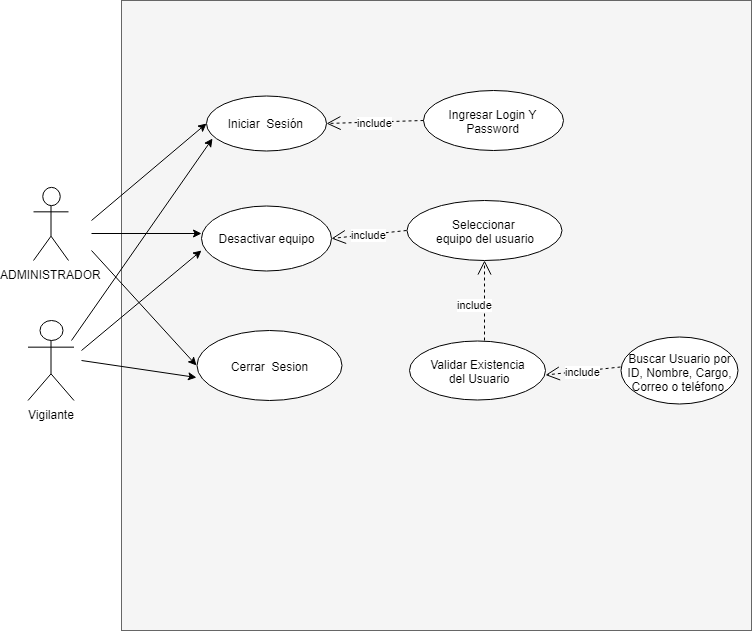 Iniciar Sesión
include
Ingresar Login Y
Password
ADMINISTRADOR
Desactivar equipo
include
Seleccionar
equipo del usuario
include
Vigilante
Cerrar Sesion
Validar Existencia
del Usuario
include
Buscar Usuario por
ID, Nombre, Cargo,
Correo o teléfono.